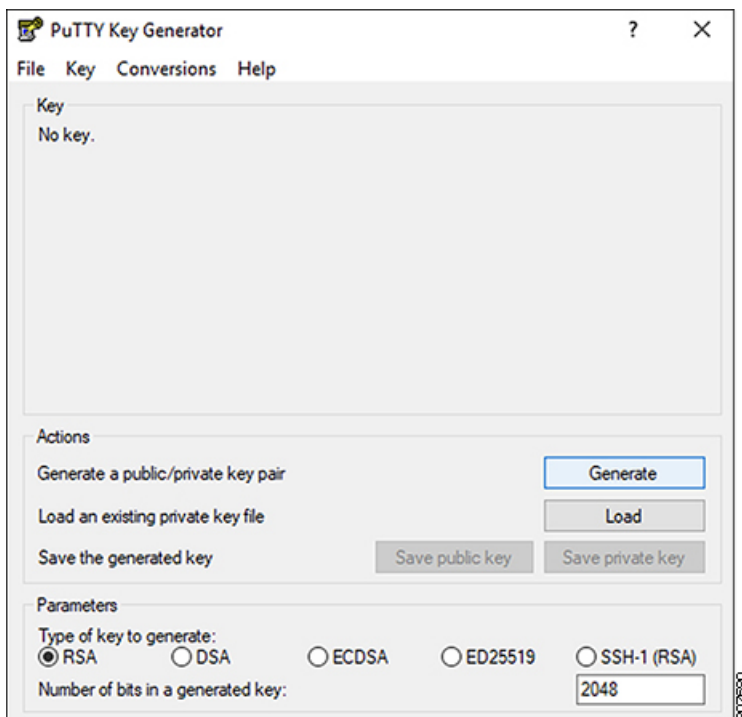 PuTTY Key Generator ? ×
File Key Conversions Help
Key
No key.
Actions
Generate a public/private key pair Generate
Load an existing private key file Load
Save the generated key Save public key Save private key
Parameters
Type of key to generate:
RSA DSA ECDSA ED25519 SSH-1 (RSA)
Number of bits in a generated key: 2048